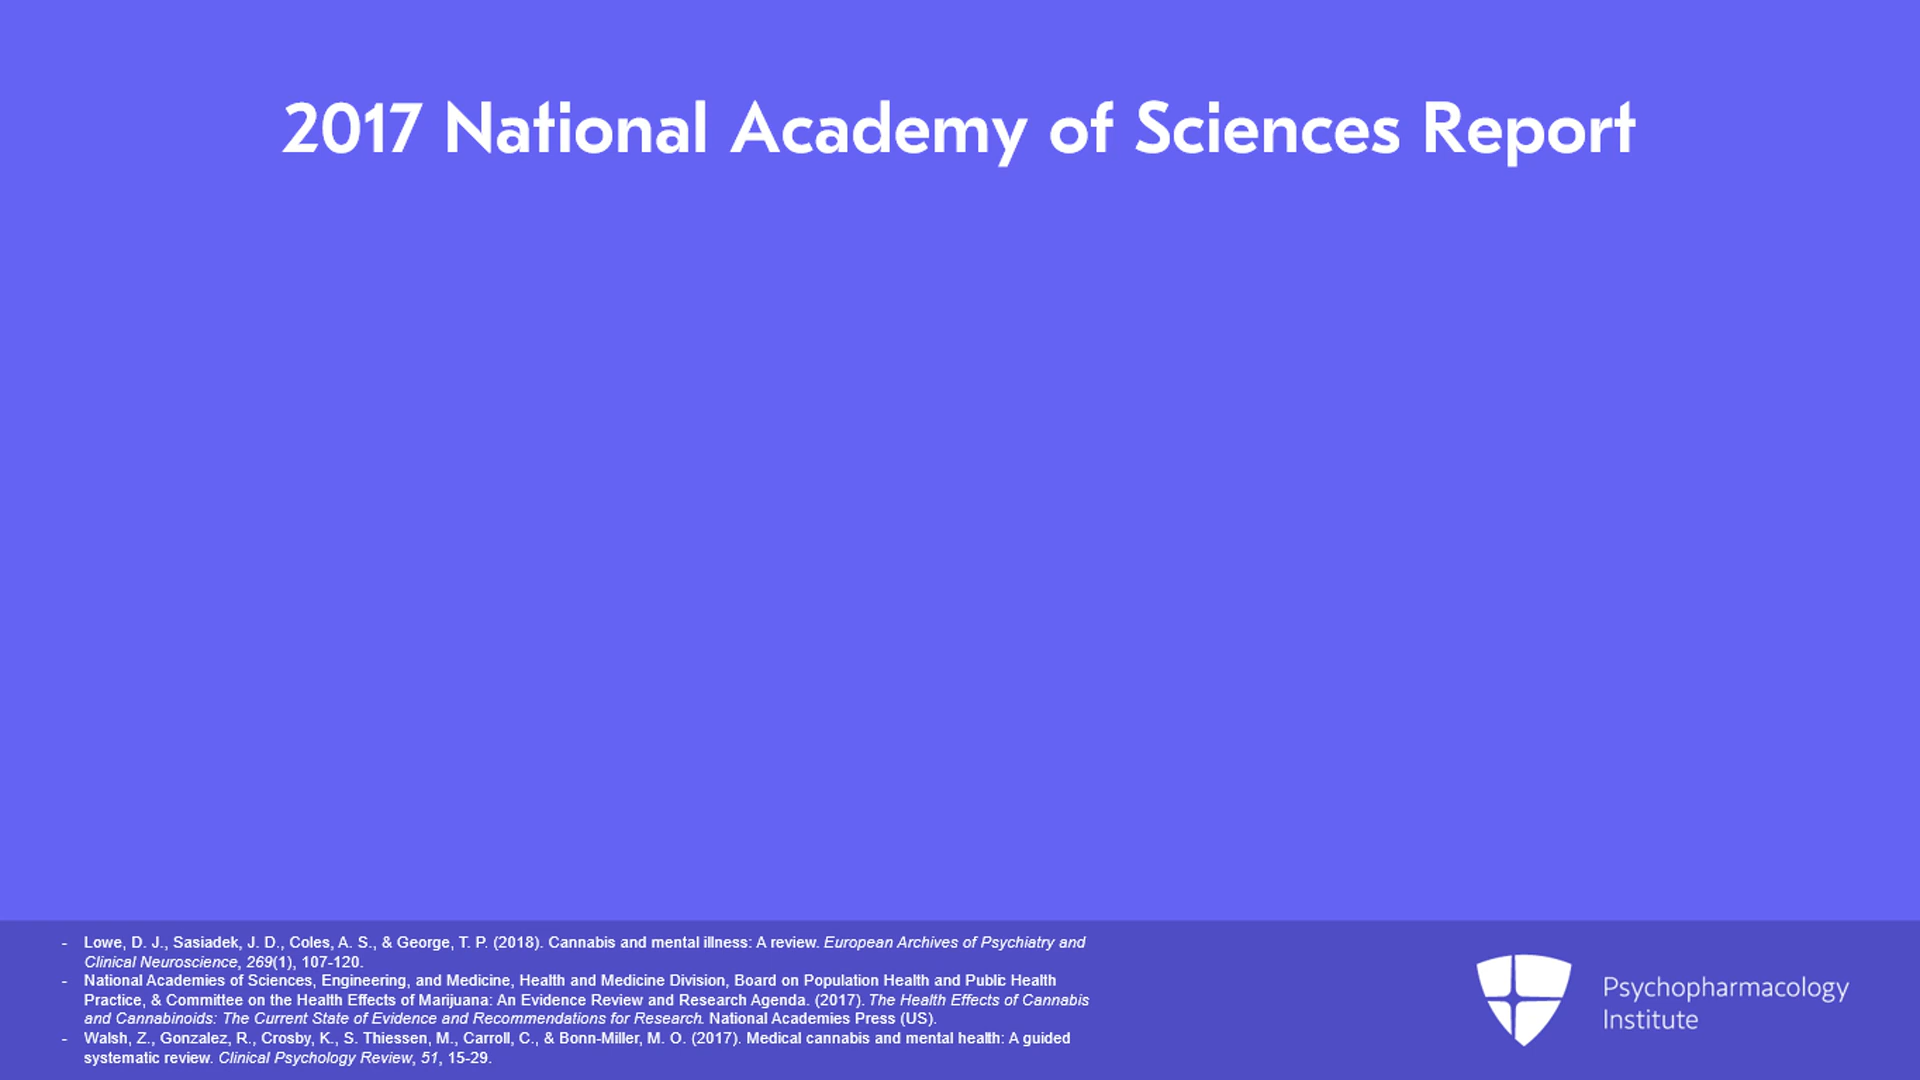 2017 National Academy of Sciences Report
- Lowe, D. J., Sasiadek, J. D., Coles, A. S., & George, T. P. (2018). Cannabis and mental illness: A review. European Archives of Psychiatry and
Clinical Neuroscience, 269(1), 107-120.
- National Academies of Sciences, Engineering, and Medicine, Health and Medicine Division, Board on Population Health and Public Health
Practice, & Committee on the Health Effects of Marijuana: An Evidence Review and Research Agenda. (2017). The Health Effects of Cannabis
and Cannabinoids: The Current State of Evidence and Recommendations for Research. National Academies Press (US).
- Walsh, Z., Gonzalez, R., Crosby, K., S. Thiessen, M., Carroll, C., & Bonn-Miller, M. O. (2017). Medical cannabis and mental health: A guided
systematic review. Clinical Psychology Review, 51, 15-29.
Psychopharmacology
Institute